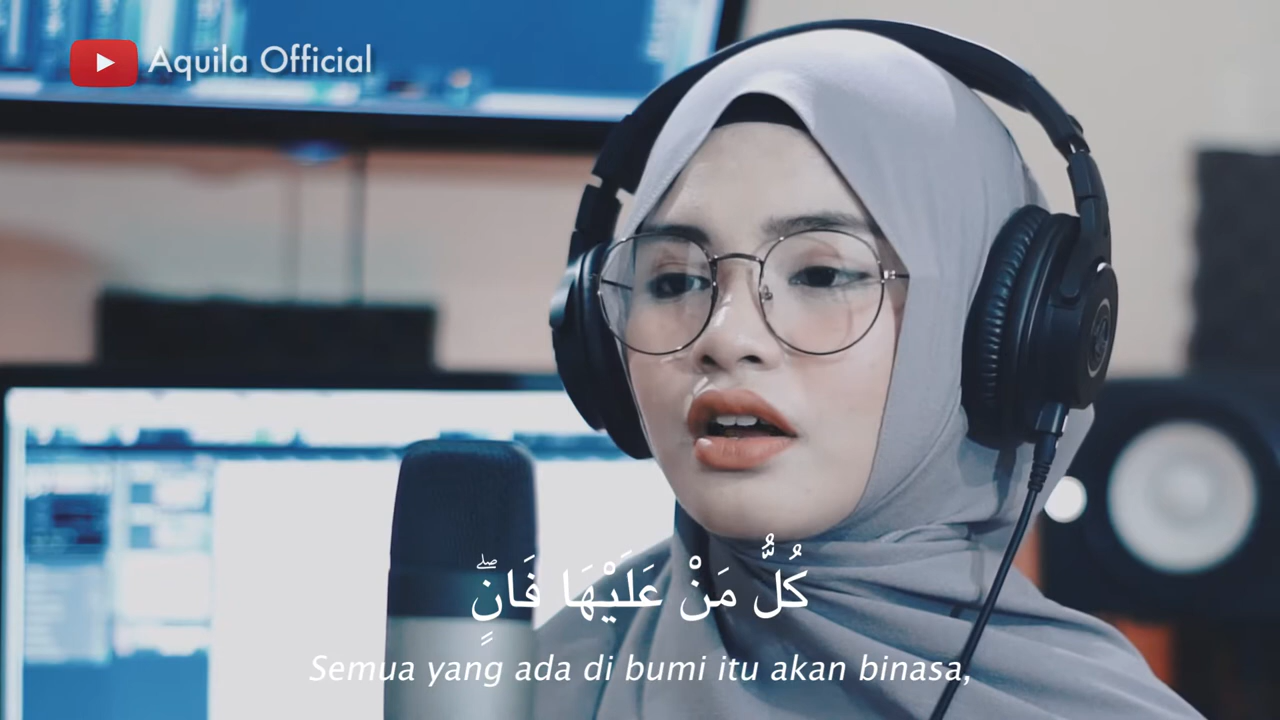 Aquila Official
كُلُّ مَنْ عَلَيْهَا فَانٍۖ
Semua yang ada di bumi itu akan binasa,